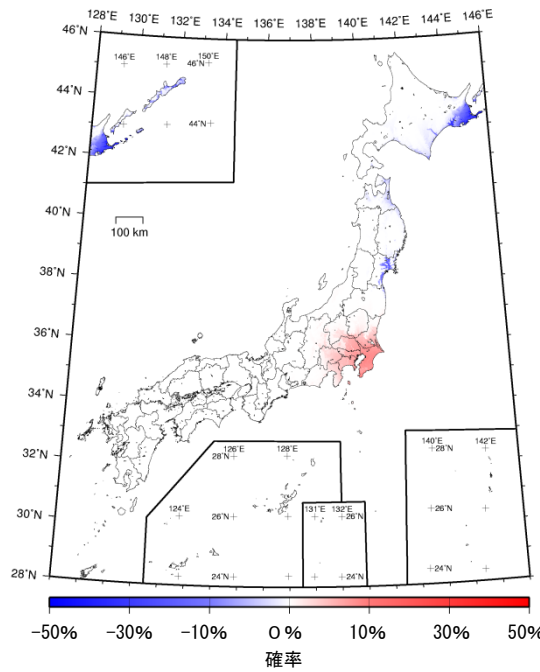 128°E 130°E 132°E 134°E 136°E 138°E 140°E 142°E 144°E 146°E
46°N
146°E 148°E 150°E
46°N
44°N
44°N
42°N
40°N
100 km
38°N
36°N
34°N
32°N
126°E 128°E
28°N
140°E 142°E
28°N
30°N
124°E
26°N
131°E 132°E
26°N
26°N
28°N
24°N
24°N
24°N
-50% -30% -10% 0% 10% 30% 50%
確率